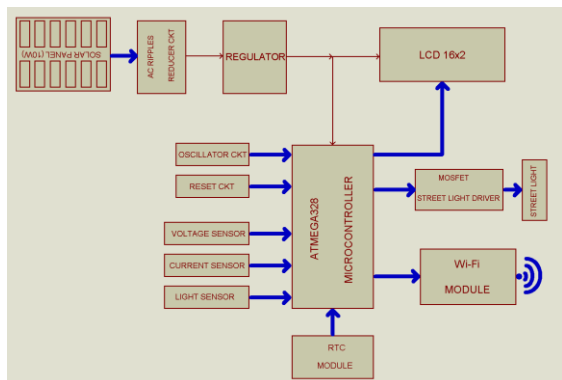 SOLAR PANEL (10W)
AC RIPPLES
REDUCER CKT
REGULATOR
LCD 16x2
OSCILLATOR CKT
RESET CKT
VOLTAGE SENSOR
CURRENT SENSOR
LIGHT SENSOR
ATMEGA328
MICROCONTROLLER
MOSFET
STREET LIGHT DRIVER
STREET LIGHT
Wi-Fi
MODULE
RTC
MODULE